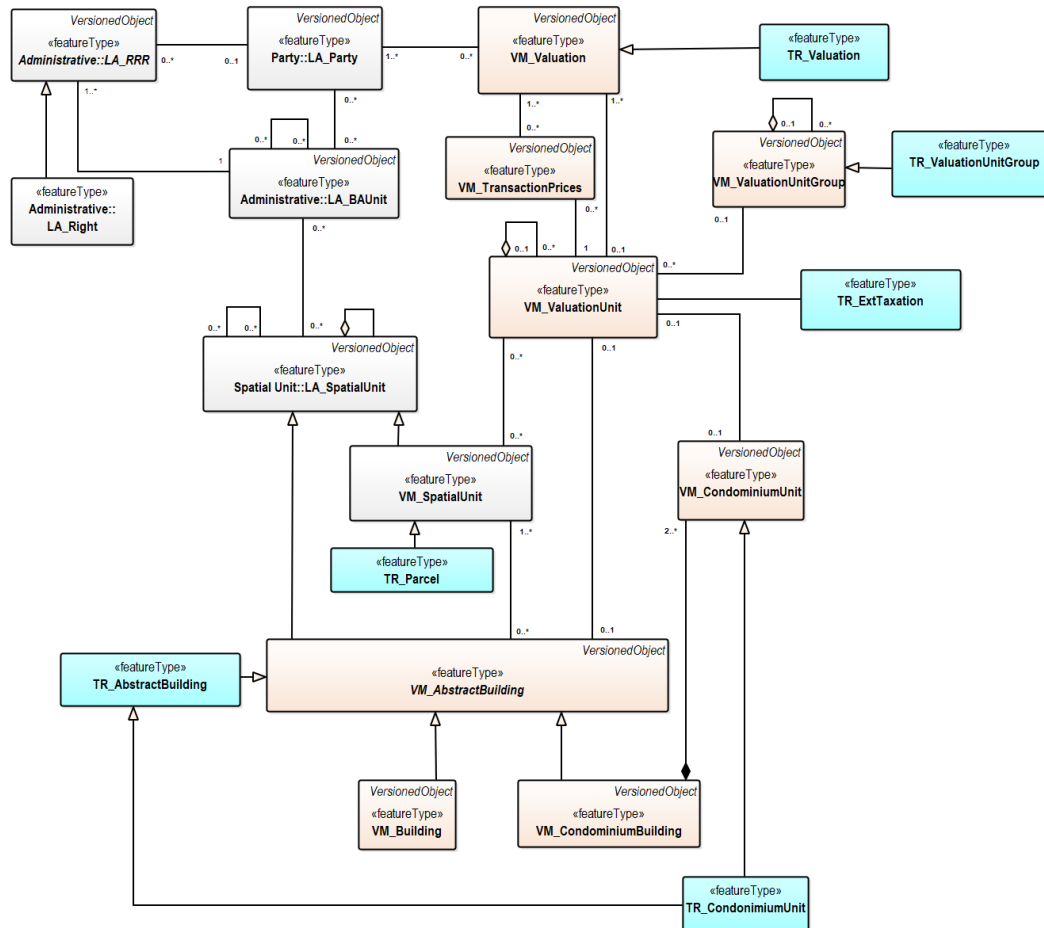 VersionedObject
«featureType»
Administrative::LA_RRR
VersionedObject
«featureType»
Party::LA_Party
VersionedObject
«featureType»
VM_Valuation
«featureType»
TR_Valuation
0..*
0..1
1..*
0..*
1..*
0..*
1..*
1..*
0..*
0..*
0..*
0..*
1
0..1
0..*
VersionedObject
«featureType»
Administrative::LA_BAUnit
VersionedObject
«featureType»
VM_TransactionPrices
VersionedObject
«featureType»
VM_ValuationUnitGroup
«featureType»
TR_ValuationUnitGroup
«featureType»
Administrative::
LA_Right
0..*
0..*
0..1
0..1
0..*
1
0..1
0..*
VersionedObject
«featureType»
VM_ValuationUnit
«featureType»
TR_ExtTaxation
0..*
0..*
0..*
0..1
VersionedObject
«featureType»
Spatial Unit::LA_SpatialUnit
0..*
0..1
0..*
0..1
VersionedObject
«featureType»
VM_SpatialUnit
VersionedObject
«featureType»
VM_CondominiumUnit
1..*
2..*
«featureType»
TR_Parcel
0..*
0..1
VersionedObject
«featureType»
VM_AbstractBuilding
«featureType»
TR_AbstractBuilding
VersionedObject
«featureType»
VM_Building
VersionedObject
«featureType»
VM_CondominiumBuilding
«featureType»
TR_CondonimiumUnit